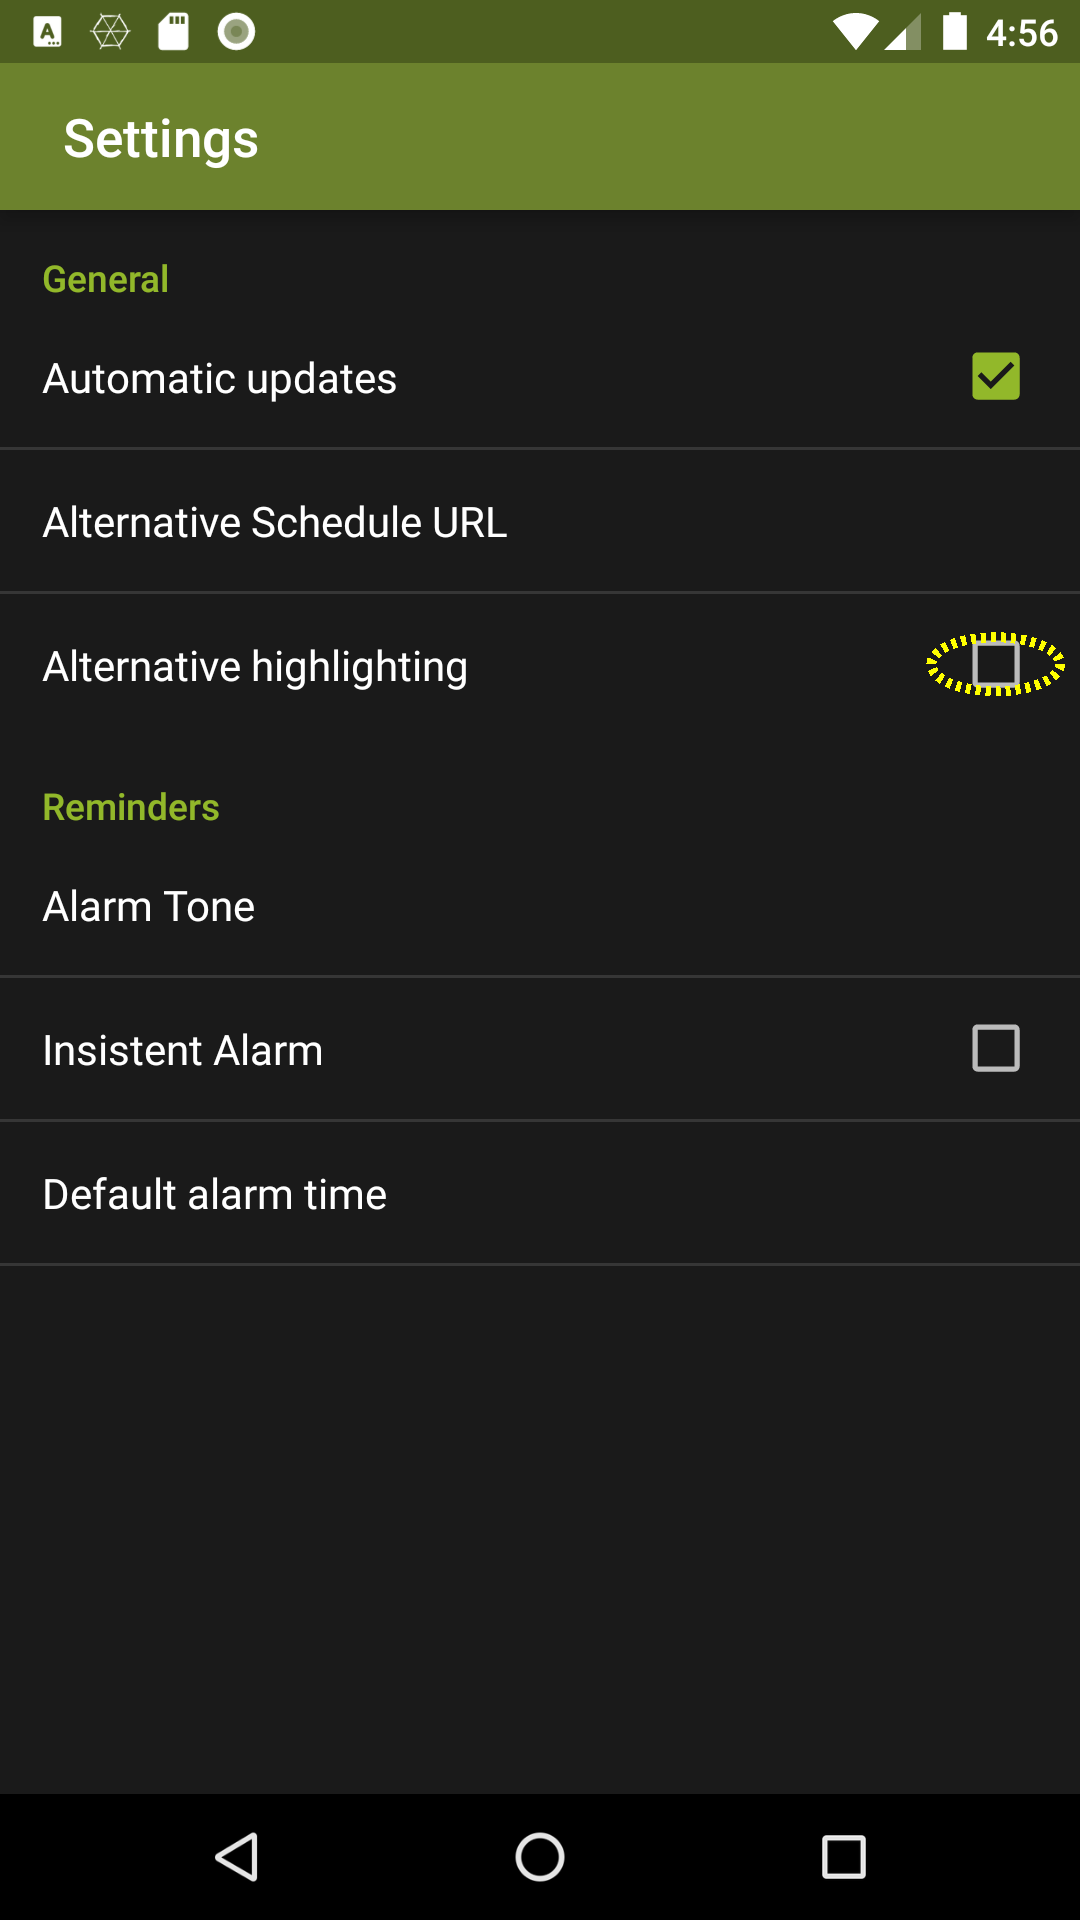 4:56
Settings
General
Automatic updates
Alternative Schedule URL
Alternative highlighting
Reminders
Alarm Tone
Insistent Alarm
Default alarm time